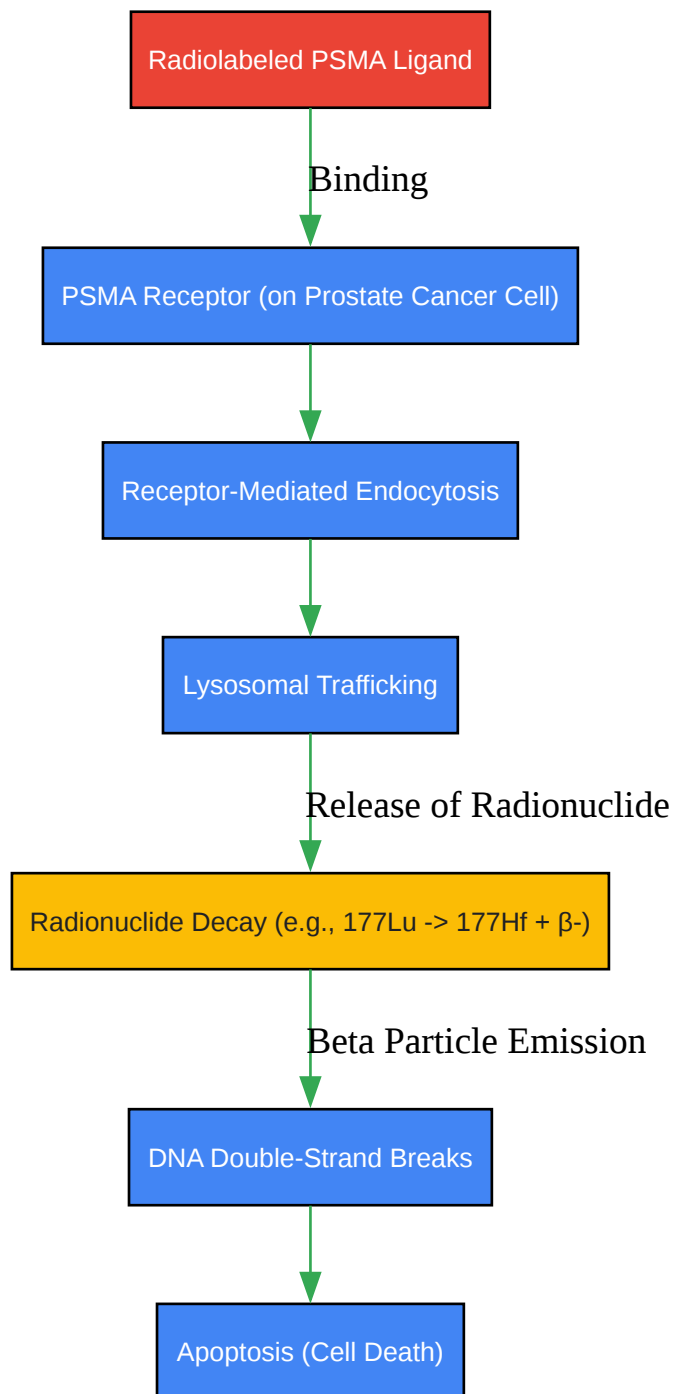 Radiolabeled PSMA Ligand
Binding
PSMA Receptor (on Prostate Cancer Cell)
Receptor-Mediated Endocytosis
Lysosomal Trafficking
Release of Radionuclide
Radionuclide Decay (e.g., 177Lu -> 177Hf + β-)
Beta Particle Emission
DNA Double-Strand Breaks
Apoptosis (Cell Death)